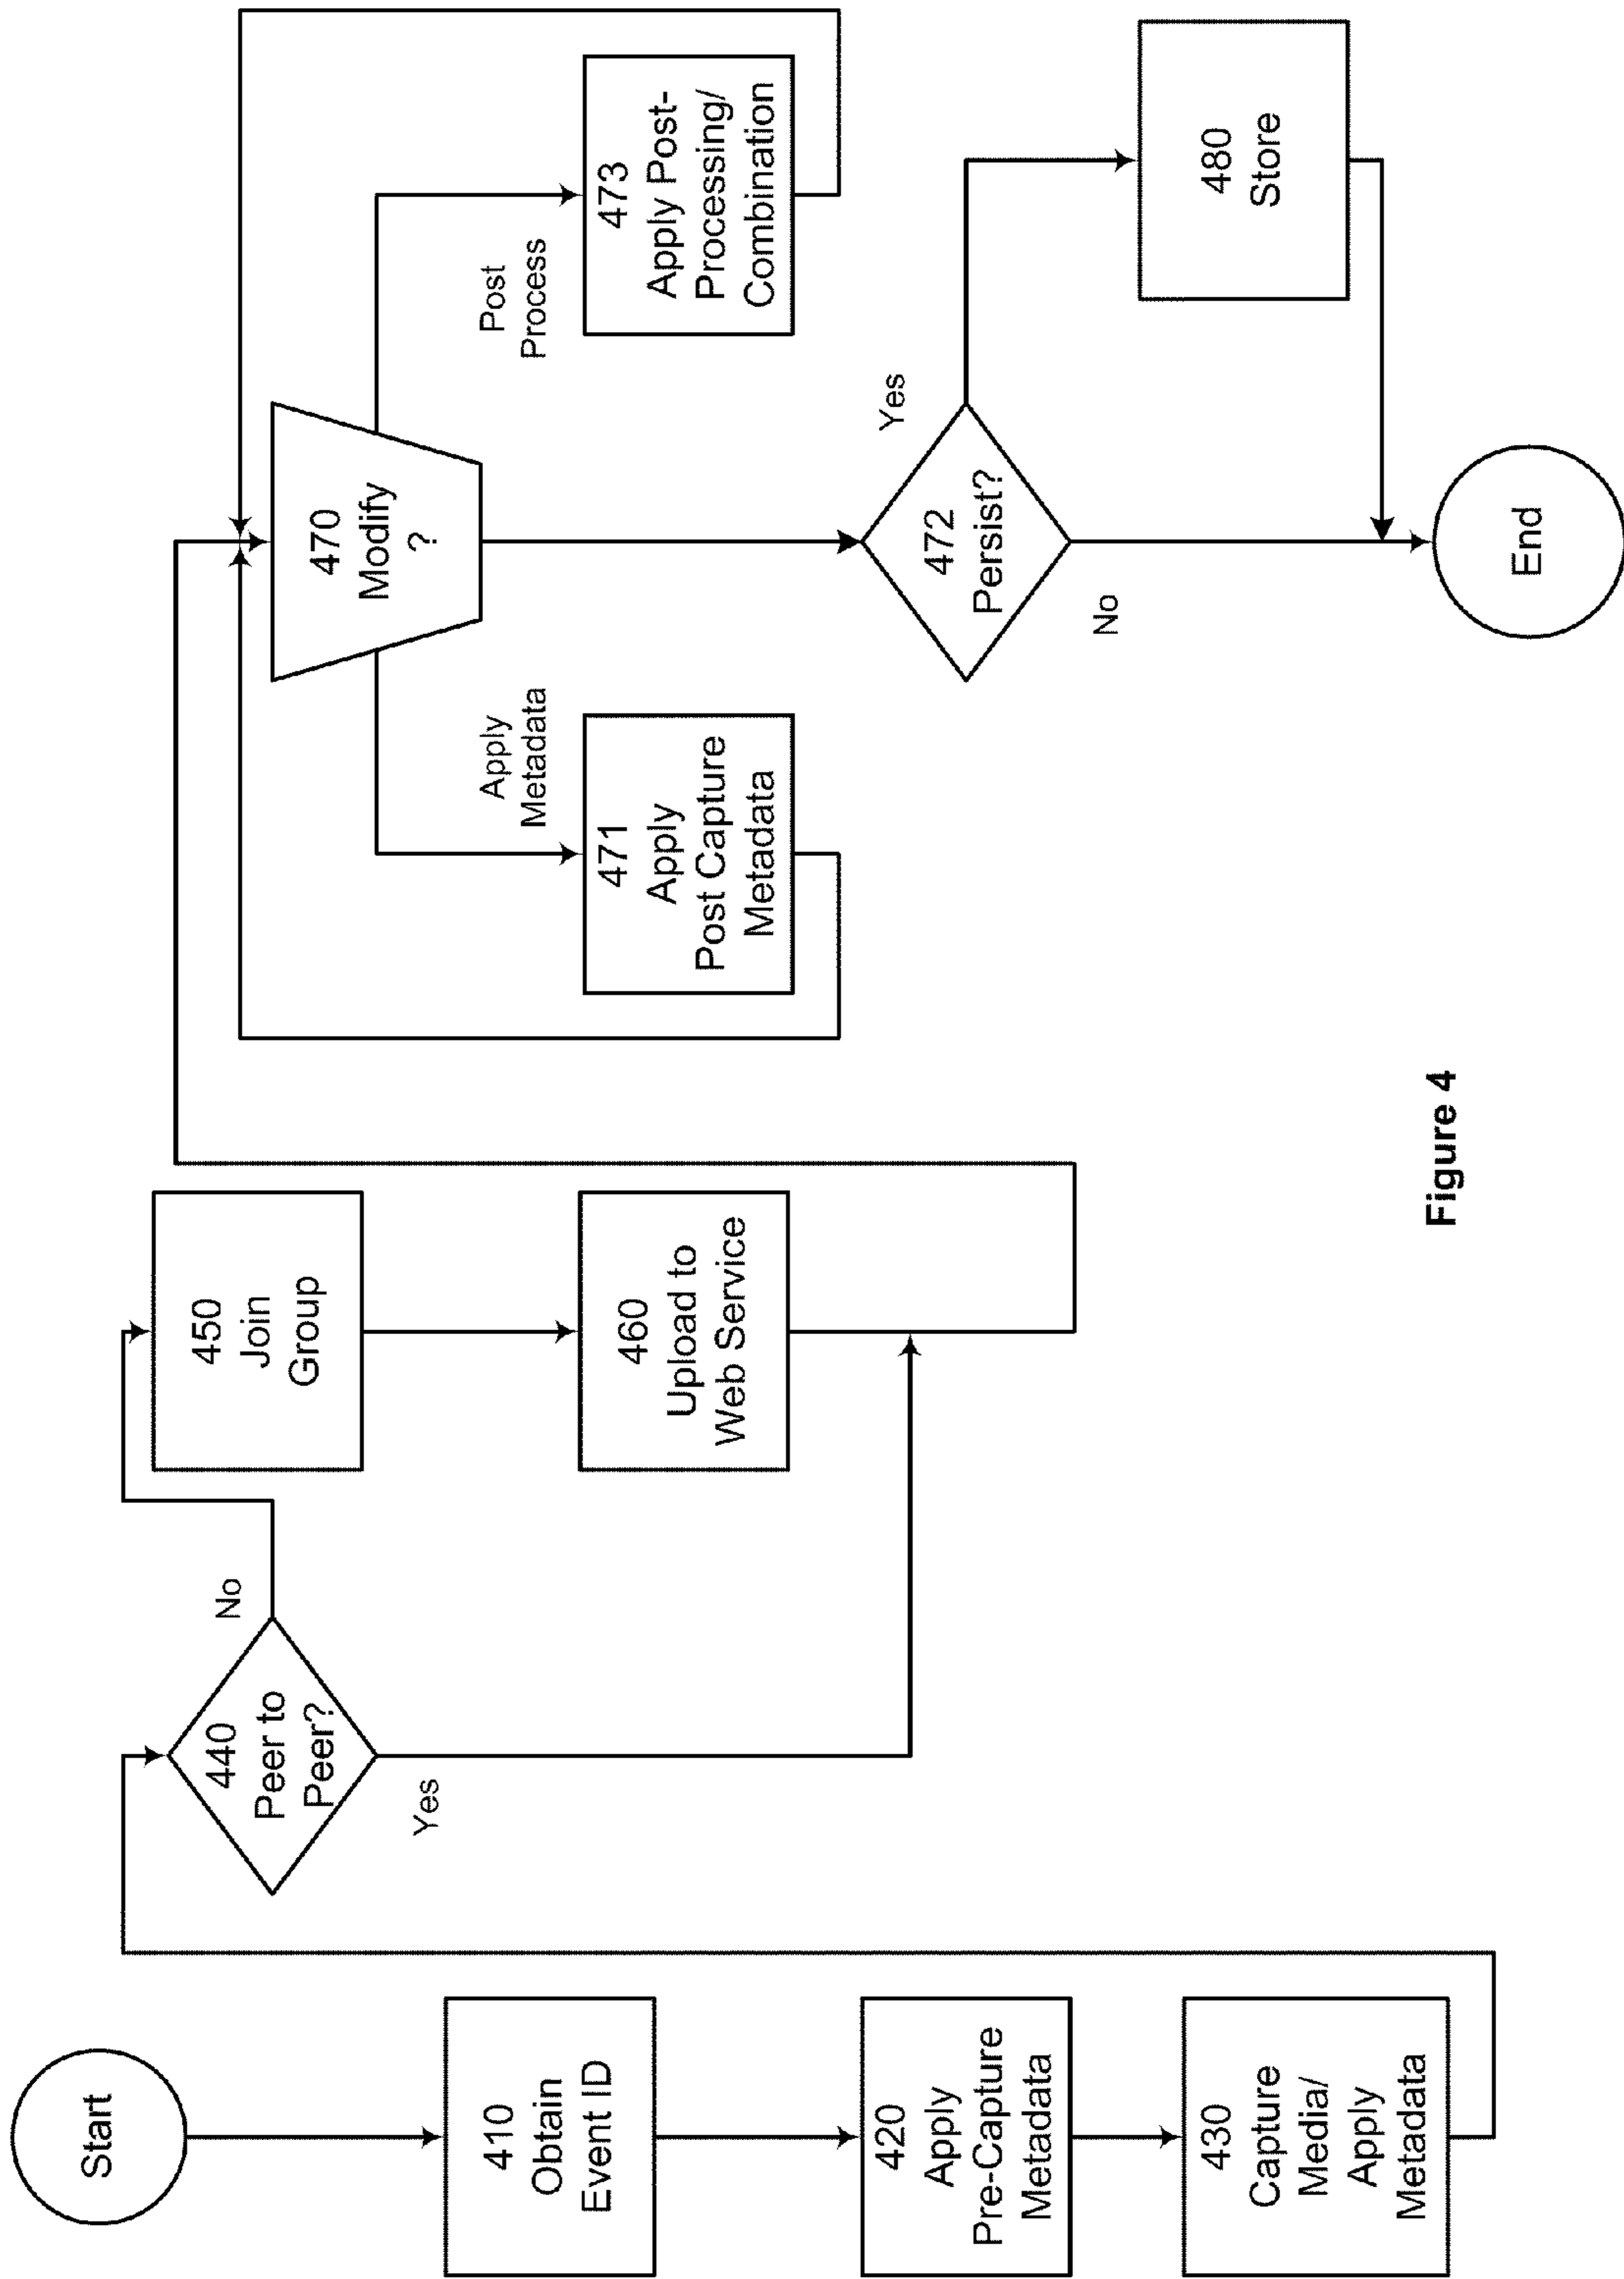 Start
410
Obtain
Event ID
420
Apply
Pre-Capture
Metadata
430
Capture
Media/
Apply
Metadata
440
Peer to
Peer?
No
Yes
450
Join
Group
460
Upload to
Web Service
470
Modify
?
Apply
Metadata
Post
Process
471
Apply
Post Capture
Metadata
473
Apply Post-
Processing/
Combination
472
Persist?
Yes
No
480
Store
End
Figure 4